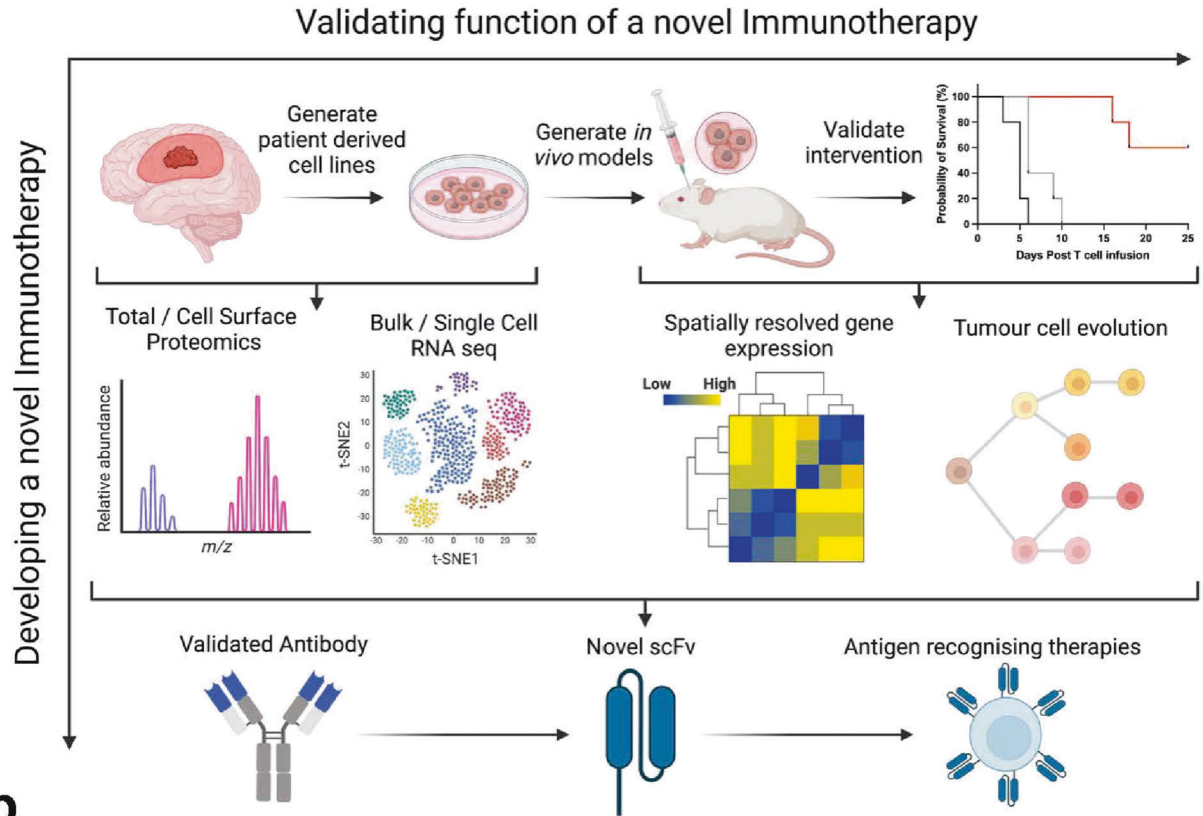 Validating function of a novel Immunotherapy
Developing a novel Immunotherapy
Generate
patient derived
cell lines
Generate in
vivo models
Validate
intervention
Probability of Survival (%)
100
80
60
40
20
0
0 5 10 15 20 25
Days Post T cell infusion
Total / Cell Surface
Proteomics
Relative abundance
m/z
Bulk / Single Cell
RNA seq
t-SNE2
30
20
10
0
-10
-20
-30
-30 -20 -10 0 10 20 30
t-SNE1
Spatially resolved gene
expression
Low High
Tumour cell evolution
Validated Antibody
Novel scFv
Antigen recognising therapies